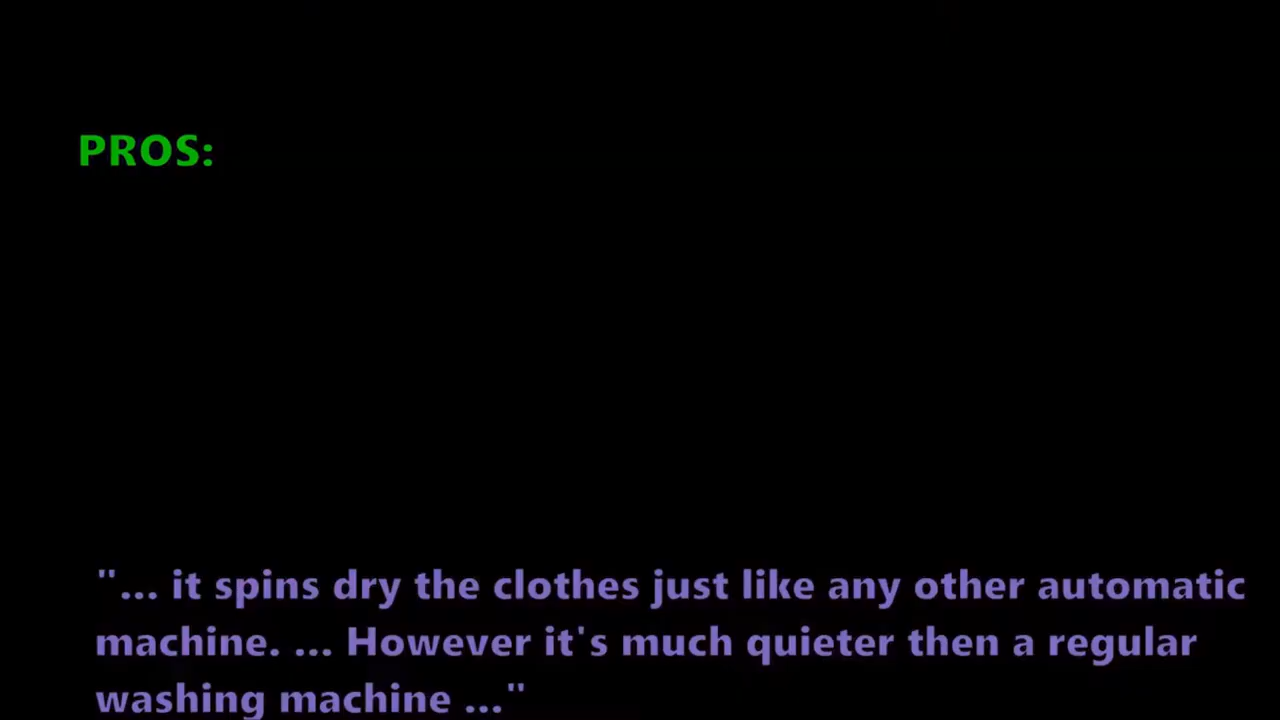 PROS:
"... it spins dry the clothes just like any other automatic
machine. ... However it's much quieter then a regular
washing machine ..."